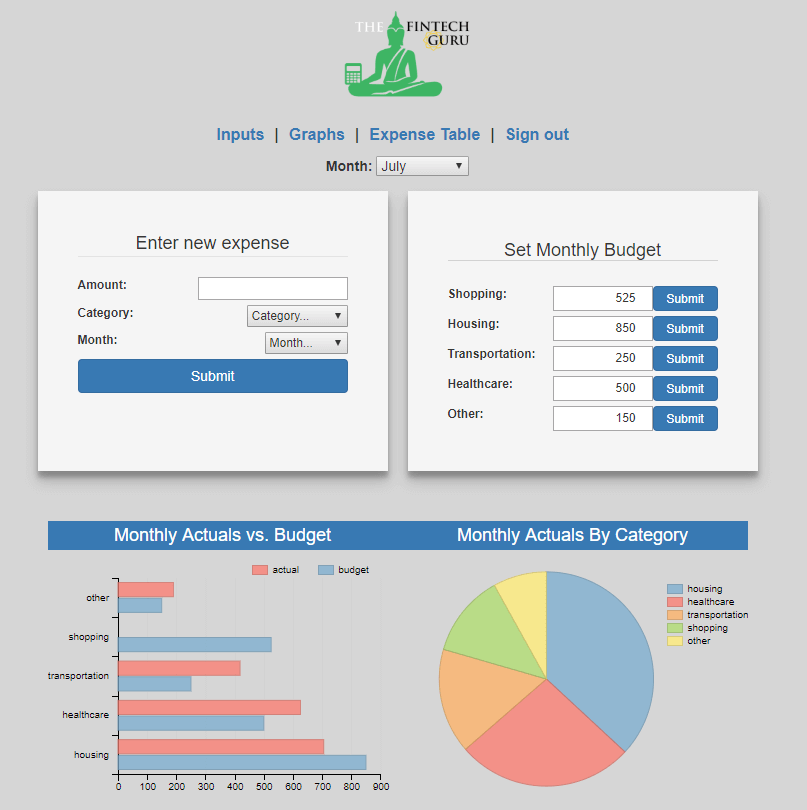 THE FINTECH
GURU
Inputs | Graphs | Expense Table | Sign out
Month: July
Enter new expense
Amount:
Category: Category...
Month: Month...
Submit
Set Monthly Budget
Shopping: 525 Submit
Housing: 850 Submit
Transportation: 250 Submit
Healthcare: 500 Submit
Other: 150 Submit
Monthly Actuals vs. Budget
actual budget
other
shopping
transportation
healthcare
housing
0 100 200 300 400 500 600 700 800 900
Monthly Actuals By Category
housing
healthcare
transportation
shopping
other